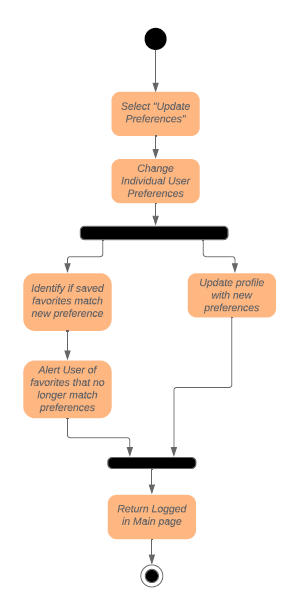 Select "Update
Preferences"
Change
Individual User
Preferences
Identify if saved
favorites match
new preference
Update profile
with new
preferences
Alert User of
favorites that no
longer match
preferences
Return Logged
in Main page